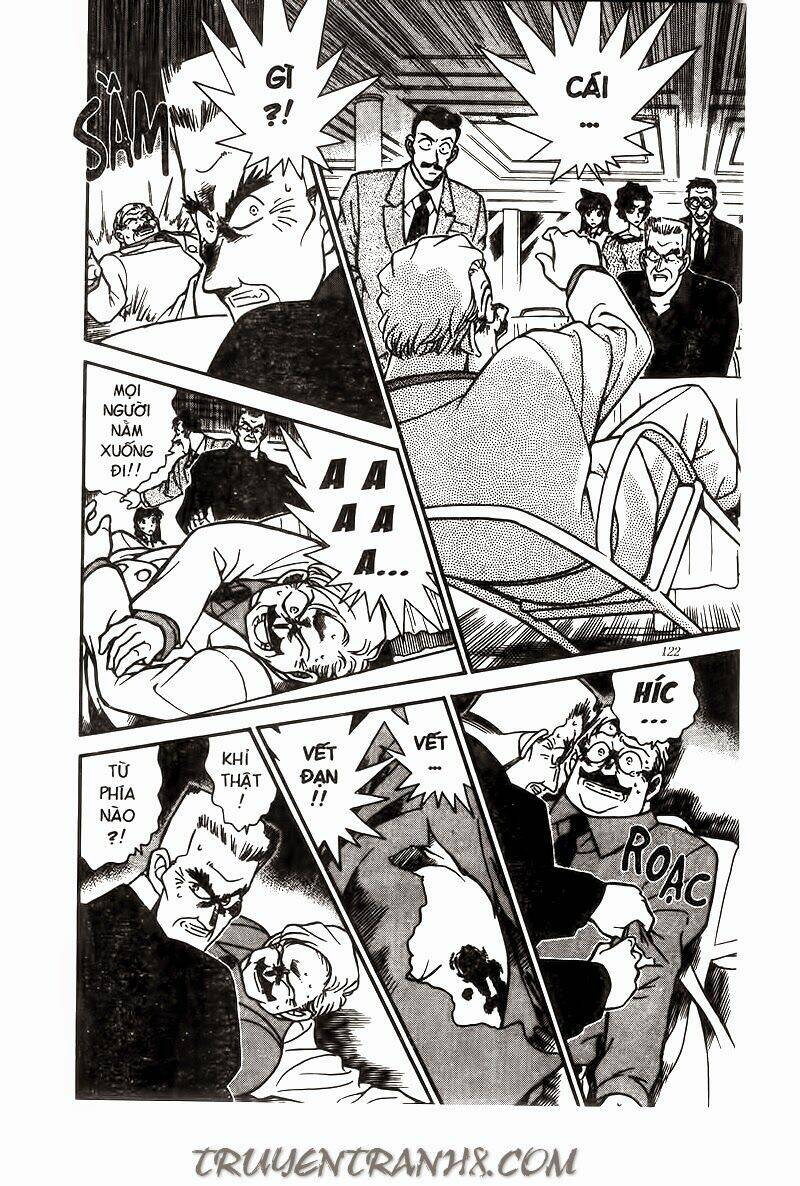 CÁI
...
GÌ
?!
SẦM
MỌI
NGƯỜI
NẰM
XUỐNG
ĐI!!
A A
A A
A...
122
HÍC
...
ROẠC
VẾT
...
VẾT
ĐẠN
!!
KHỈ
THẬT
!
TỪ
PHÍA
NÀO
?!
TRUYENTRANH8.COM